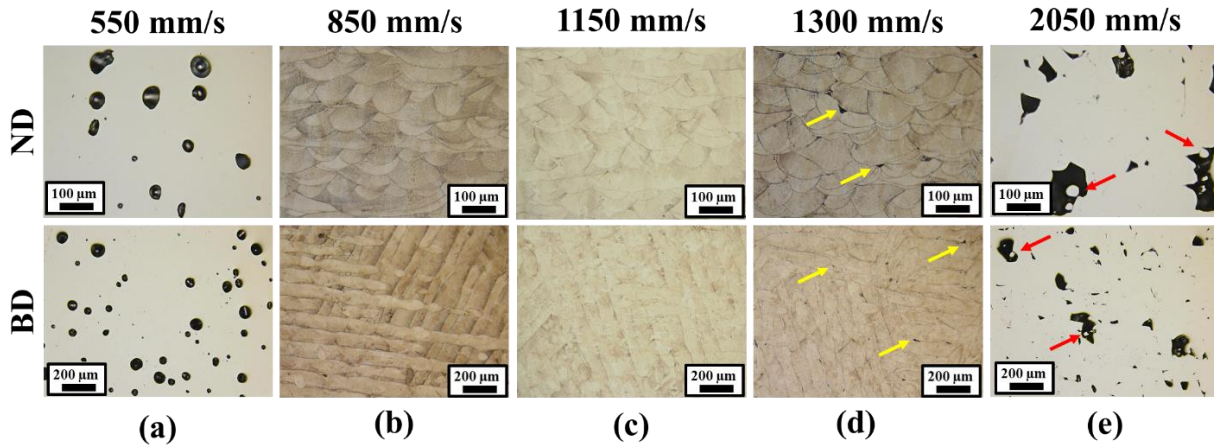 550 mm/s 850 mm/s 1150 mm/s 1300 mm/s 2050 mm/s
ND
100 µm 100 µm 100 µm 100 µm 100 µm
BD
200 µm 200 µm 200 µm 200 µm 200 µm
(a) (b) (c) (d) (e)